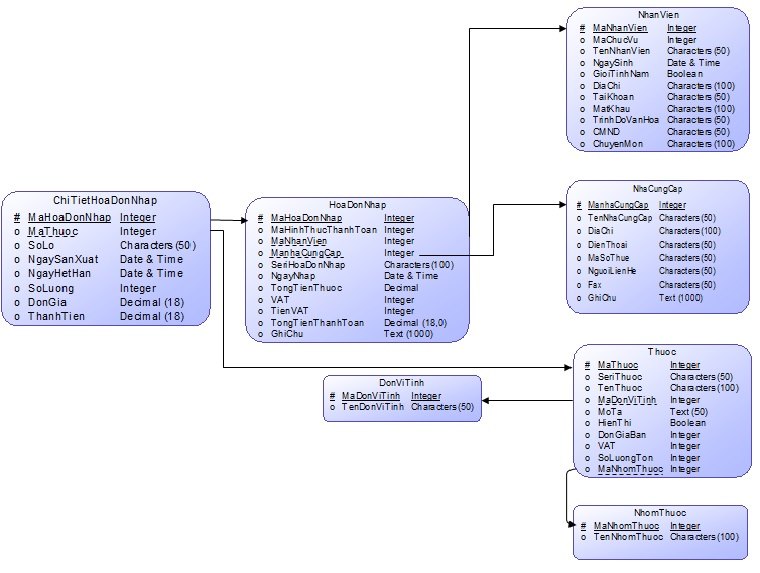 NhanVien
# MaNhanVien Integer
o MaChucVu Integer
o TenNhanVien Characters (50)
o NgaySinh Date & Time
o GioiTinhNam Boolean
o DiaChi Characters (100)
o TaiKhoan Characters (50)
o MatKhau Characters (100)
o TrinhDoVanHoa Characters (50)
o CMND Characters (50)
o ChuyenMon Characters (100)
ChiTietHoaDonNhap
# MaHoaDonNhap Integer
o MaThuoc Integer
o SoLo Characters (50)
o NgaySanXuat Date & Time
o NgayHetHan Date & Time
o SoLuong Integer
o DonGia Decimal (18)
o ThanhTien Decimal (18)
HoaDonNhap
# MaHoaDonNhap Integer
o MaHinhThucThanhToan Integer
o MaNhanVien Integer
o ManhaCungCap Integer
o SeriHoaDonNhap Characters (100)
o NgayNhap Date & Time
o TongTienThuoc Decimal
o VAT Integer
o TienVAT Integer
o TongTienThanhToan Decimal (18,0)
o GhiChu Text (1000)
NhaCungCap
# ManhaCungCap Integer
o TenNhaCungCap Characters (50)
o DiaChi Characters (100)
o DienThoai Characters (50)
o MaSoThue Characters (50)
o NguoiLienHe Characters (50)
o Fax Characters (50)
o GhiChu Text (1000)
DonViTinh
# MaDonViTinh Integer
o TenDonViTinh Characters (50)
Thuoc
# MaThuoc Integer
o SeriThuoc Characters (50)
o TenThuoc Characters (100)
o MaDonViTinh Integer
o MoTa Text (50)
o HienThi Boolean
o DonGiaBan Integer
o VAT Integer
o SoLuongTon Integer
o MaNhomThuoc Integer
NhomThuoc
# MaNhomThuoc Integer
o TenNhomThuoc Characters (100)